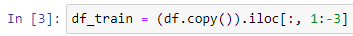 In [3]: df_train = (df.copy()).iloc[:, 1:-3]